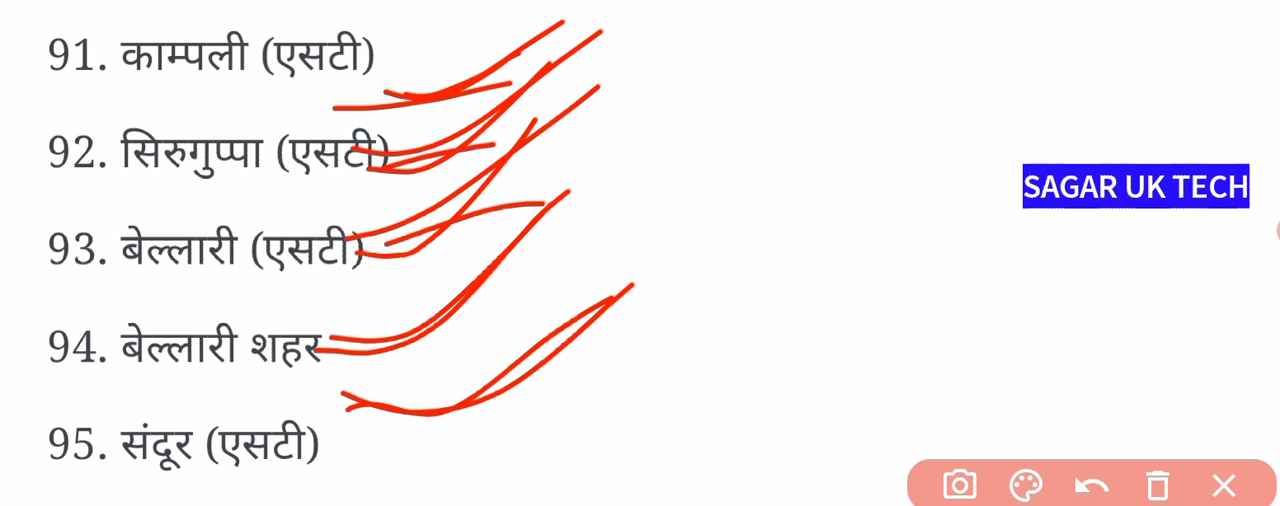 91. काम्पली (एसटी)
92. सिरुगुप्पा (एसटी)
93. बेल्लारी (एसटी)
SAGAR UK TECH
94. बेल्लारी शहर
95. संदूर (एसटी)